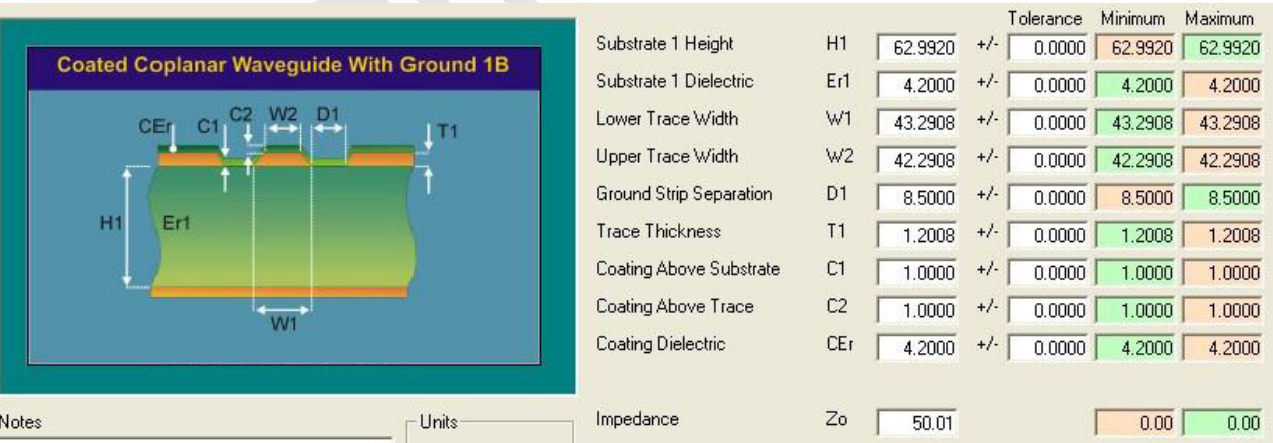 Tolerance Minimum Maximum
Coated Coplanar Waveguide With Ground 1B
CEr C1 C2 W2 D1 T1
H1 Er1
W1
Substrate 1 Height H1 62.9920 +/- 0.0000 62.9920 62.9920
Substrate 1 Dielectric Er1 4.2000 +/- 0.0000 4.2000 4.2000
Lower Trace Width W1 43.2908 +/- 0.0000 43.2908 43.2908
Upper Trace Width W2 42.2908 +/- 0.0000 42.2908 42.2908
Ground Strip Separation D1 8.5000 +/- 0.0000 8.5000 8.5000
Trace Thickness T1 1.2008 +/- 0.0000 1.2008 1.2008
Coating Above Substrate C1 1.0000 +/- 0.0000 1.0000 1.0000
Coating Above Trace C2 1.0000 +/- 0.0000 1.0000 1.0000
Coating Dielectric CEr 4.2000 +/- 0.0000 4.2000 4.2000
Notes Units
Impedance Zo 50.01 0.00 0.00